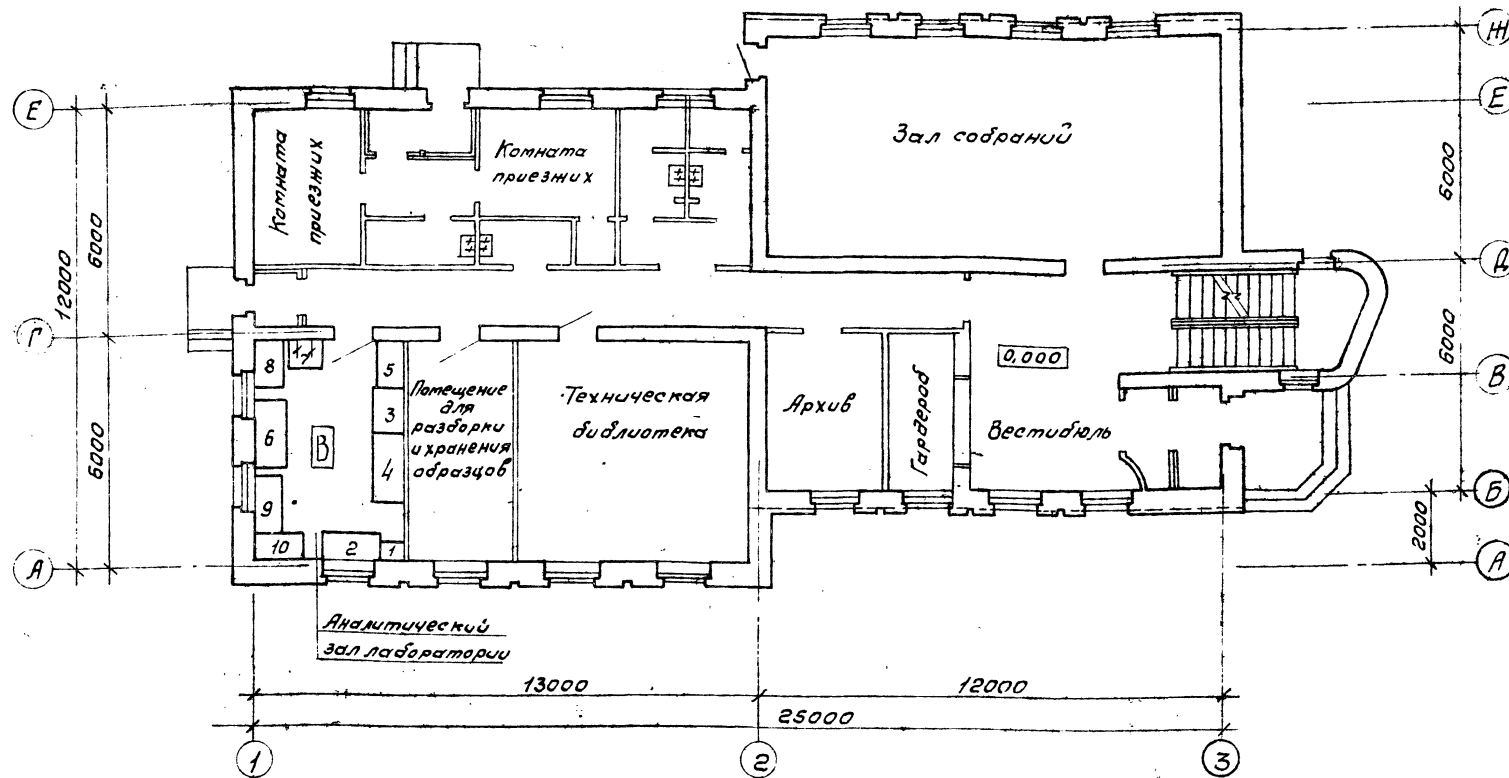 Ж
Е
Е
Зал собраний
Комната
приезжих
Комната
приезжих
6000
12000
6000
6000
Д
Г
6000
0,000
В
8
5
Помещение
для
разборки
и хранения
образцов
Техническая
библиотека
Архив
Гардероб
Вестибюль
3
6
В
4
6000
9
Б
2000
10
2
1
А
А
Аналитический
зал лаборатории
13000
12000
25000
1
2
3